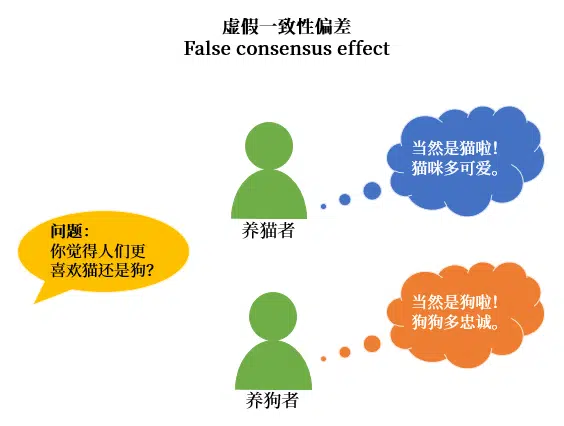 虚假一致性偏差
False consensus effect
当然是猫啦！
猫咪多可爱。
养猫者
问题：
你觉得人们更
喜欢猫还是狗？
当然是狗啦！
狗狗多忠诚。
养狗者